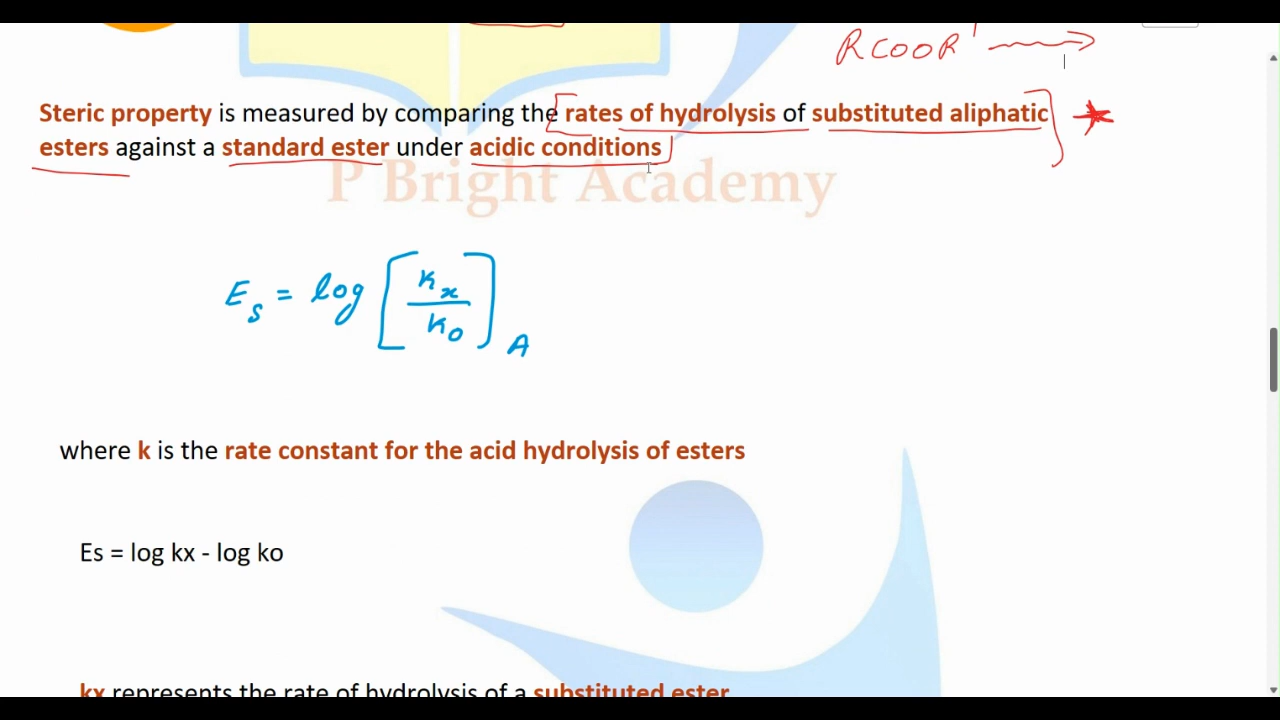 RCOOR' →
Steric property is measured by comparing the rates of hydrolysis of substituted aliphatic
esters against a standard ester under acidic conditions
P Bright Academy
Es = log [kx/ko]A
where k is the rate constant for the acid hydrolysis of esters
Es = log kx - log ko
kx represents the rate of hydrolysis of a substituted ester